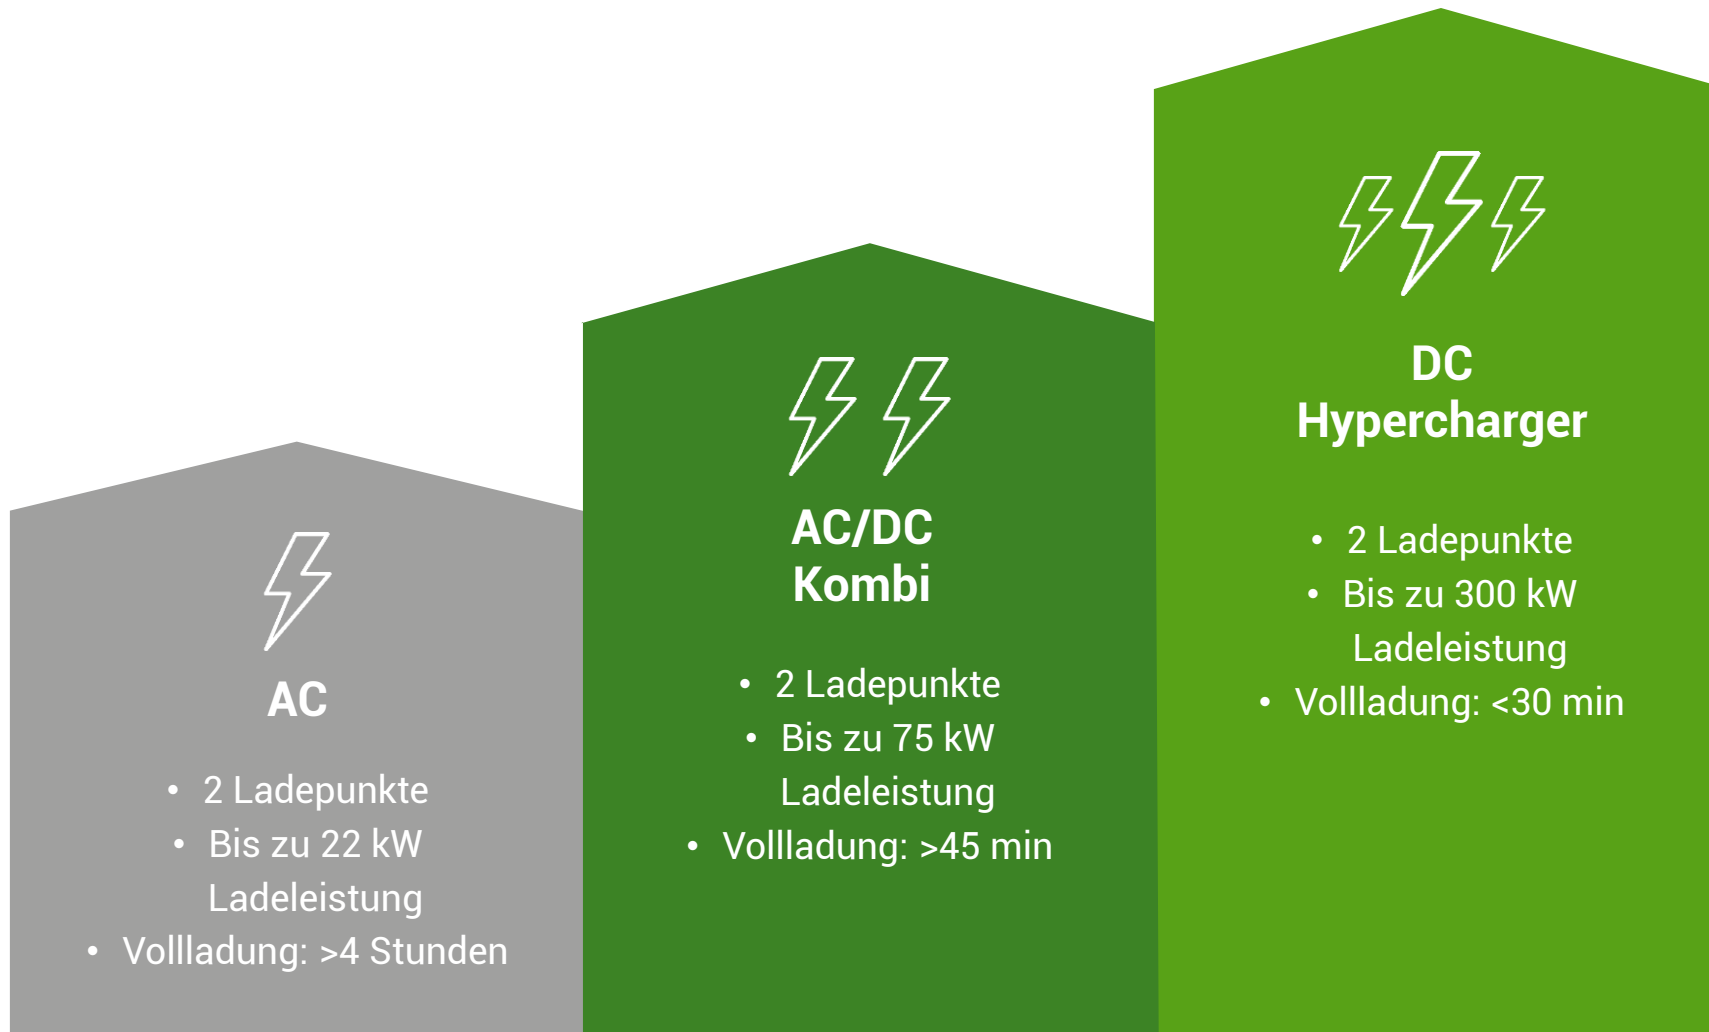 AC
• 2 Ladepunkte
• Bis zu 22 kW
Ladeleistung
• Vollladung: >4 Stunden
AC/DC
Kombi
• 2 Ladepunkte
• Bis zu 75 kW
Ladeleistung
• Vollladung: >45 min
DC
Hypercharger
• 2 Ladepunkte
• Bis zu 300 kW
Ladeleistung
• Vollladung: <30 min